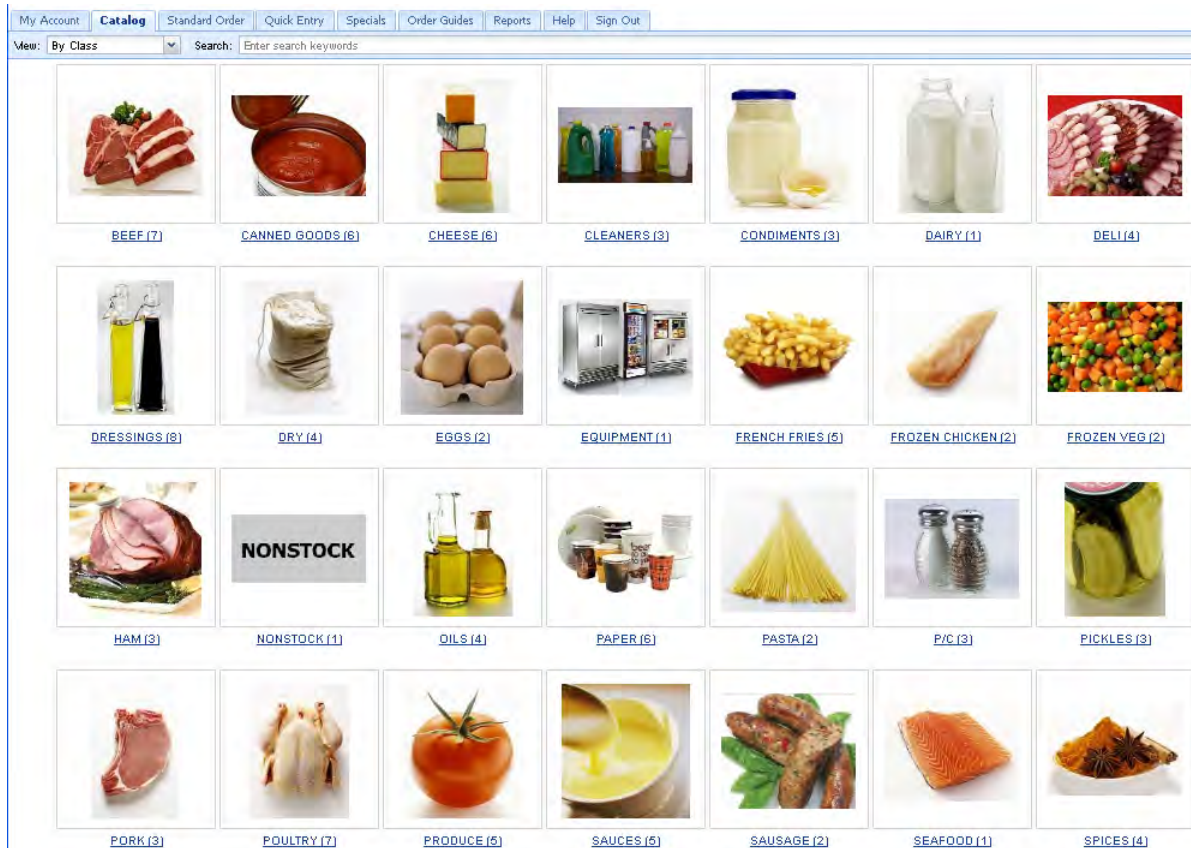 My Account Catalog Standard Order Quick Entry Specials Order Guides Reports Help Sign Out
View: By Class Search: Enter search keywords
BEEF (7) CANNED GOODS (6) CHEESE (6) CLEANERS (3) CONDIMENTS (3) DAIRY (1) DELI (4)
DRESSINGS (8) DRY (4) EGGS (2) EQUIPMENT (1) FRENCH FRIES (5) FROZEN CHICKEN (2) FROZEN VEG (2)
NONSTOCK
HAM (3) NONSTOCK (1) OILS (4) PAPER (6) PASTA (2) P/C (3) PICKLES (3)
PORK (3) POULTRY (7) PRODUCE (5) SAUCES (5) SAUSAGE (2) SEAFOOD (1) SPICES (4)